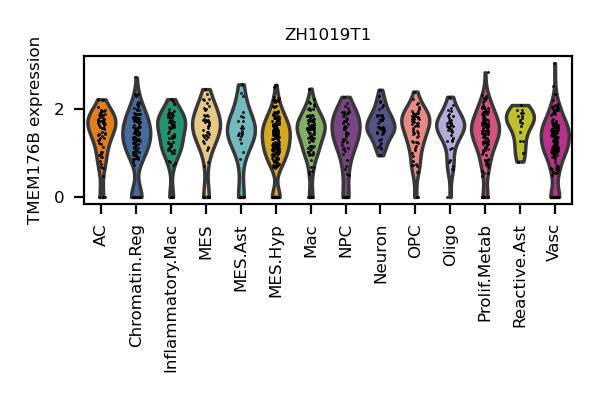 ZH1019T1
TMEM176B expression
2
0
AC
Chromatin.Reg
Inflammatory.Mac
MES
MES.Ast
MES.Hyp
Mac
NPC
Neuron
OPC
Oligo
Prolif.Metab
Reactive.Ast
Vasc